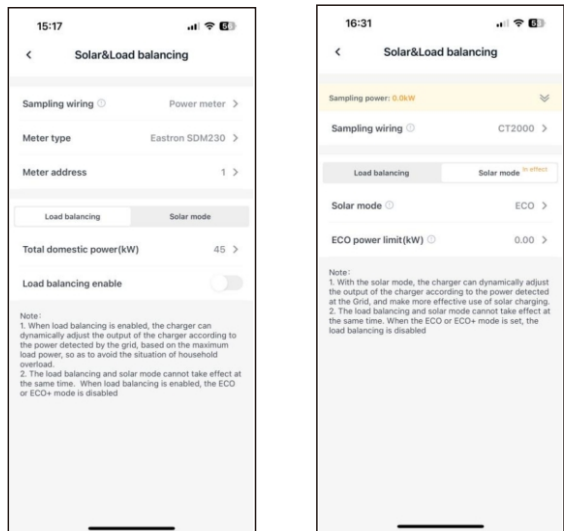 15:17
Solar&Load balancing
Sampling wiring
Power meter
Meter type
Eastron SDM230
Meter address
1
Load balancing
Solar mode
Total domestic power(kW)
45
Load balancing enable
Note:
1. When load balancing is enabled, the charger can
dynamically adjust the output of the charger according to
the power detected by the grid, based on the maximum
load power, so as to avoid the situation of household
overload.
2. The load balancing and solar mode cannot take effect at
the same time. When load balancing is enabled, the ECO
or ECO+ mode is disabled
16:31
Solar&Load balancing
Sampling power: 0.0kW
Sampling wiring
CT2000
Load balancing
Solar mode In effect
Solar mode
ECO
ECO power limit(kW)
0.00
Note:
1. With the solar mode, the charger can dynamically adjust
the output of the charger according to the power detected
at the Grid, and make more effective use of solar charging.
2. The load balancing and solar mode cannot take effect at
the same time. When the ECO or ECO+ mode is set, the
load balancing is disabled